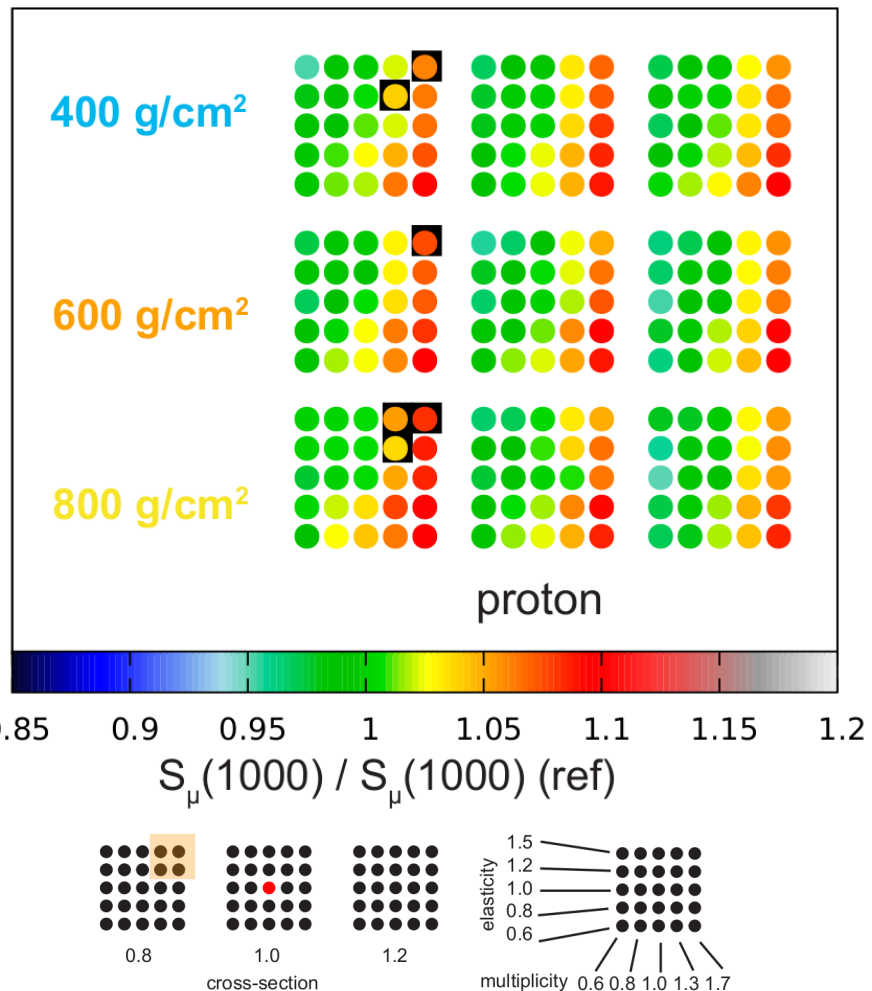 400 g/cm²
600 g/cm²
800 g/cm²
proton
0.85 0.9 0.95 1 1.05 1.1 1.15 1.2
Sμ(1000) / Sμ(1000) (ref)
0.8 1.0 1.2
cross-section
elasticity
1.5
1.2
1.0
0.8
0.6
multiplicity 0.6 0.8 1.0 1.3 1.7